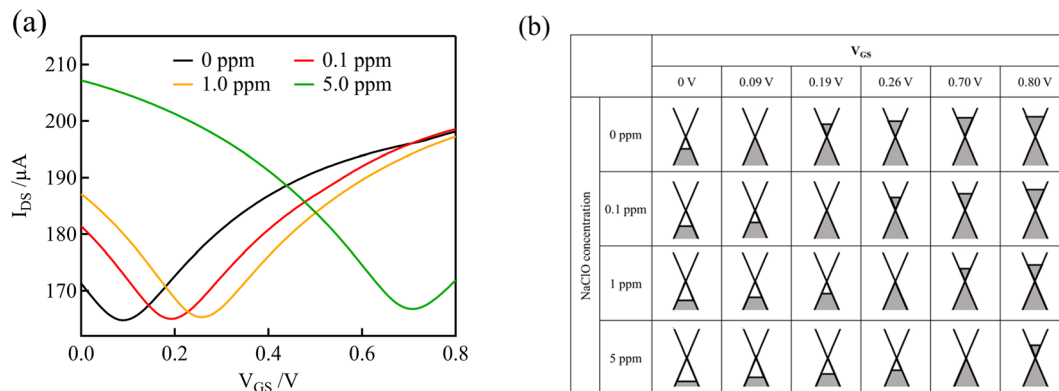 (a)
I_DS /μA
215
210
200
190
180
170
0 ppm
0.1 ppm
1.0 ppm
5.0 ppm
0.0
0.2
0.4
0.6
0.8
V_GS /V
(b)
V_GS
0 V 0.09 V 0.19 V 0.26 V 0.70 V 0.80 V
NaClO concentration
0 ppm
0.1 ppm
1 ppm
5 ppm